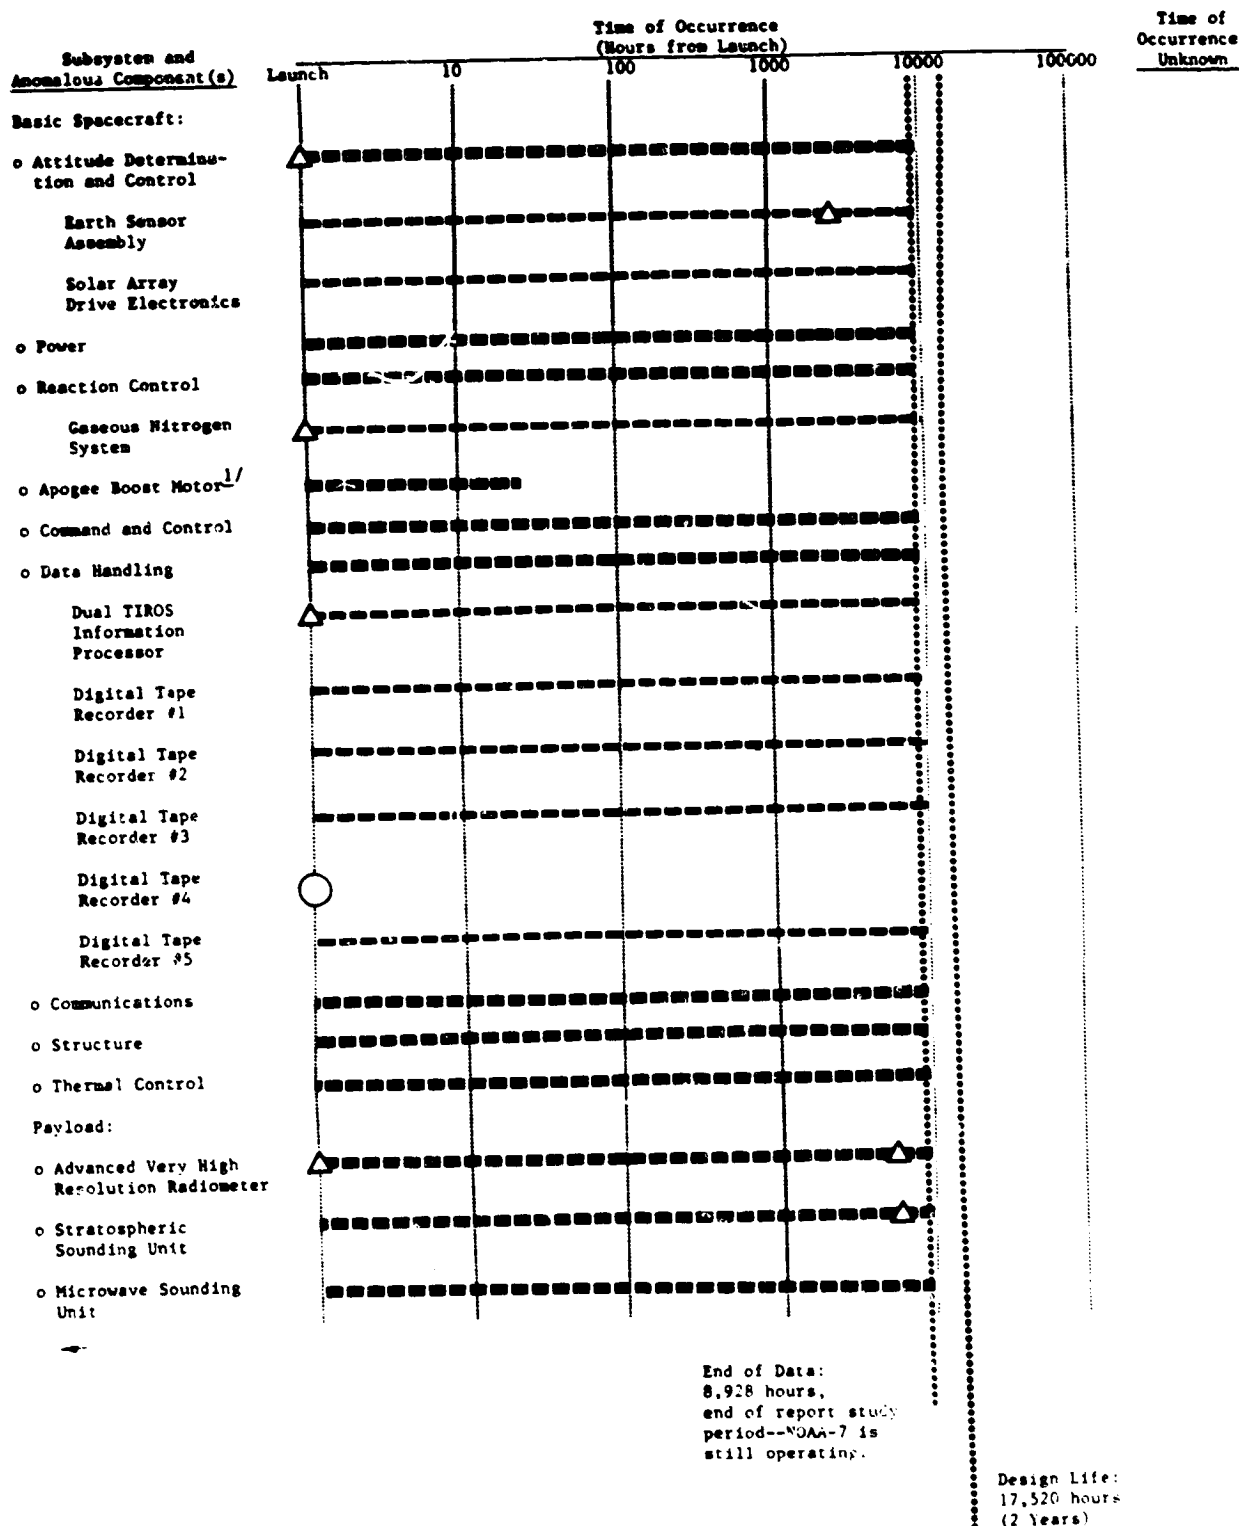 Time of Occurrence
(Hours from Launch)
Time of
Occurrence
Unknown
Subsystem and
Anomalous Component(s)
Launch 10 100 1000 10000 100000
Basic Spacecraft:
o Attitude Determina-
tion and Control
Earth Sensor
Assembly
Solar Array
Drive Electronics
o Power
o Reaction Control
Gaseous Nitrogen
System
o Apogee Boost Motor 1/
o Command and Control
o Data Handling
Dual TIROS
Information
Processor
Digital Tape
Recorder #1
Digital Tape
Recorder #2
Digital Tape
Recorder #3
Digital Tape
Recorder #4
Digital Tape
Recorder #5
o Communications
o Structure
o Thermal Control
Payload:
o Advanced Very High
Resolution Radiometer
o Stratospheric
Sounding Unit
o Microwave Sounding
Unit
End of Data:
8,928 hours,
end of report study
period--NOAA-7 is
still operating.
Design Life:
17,520 hours
(2 Years)